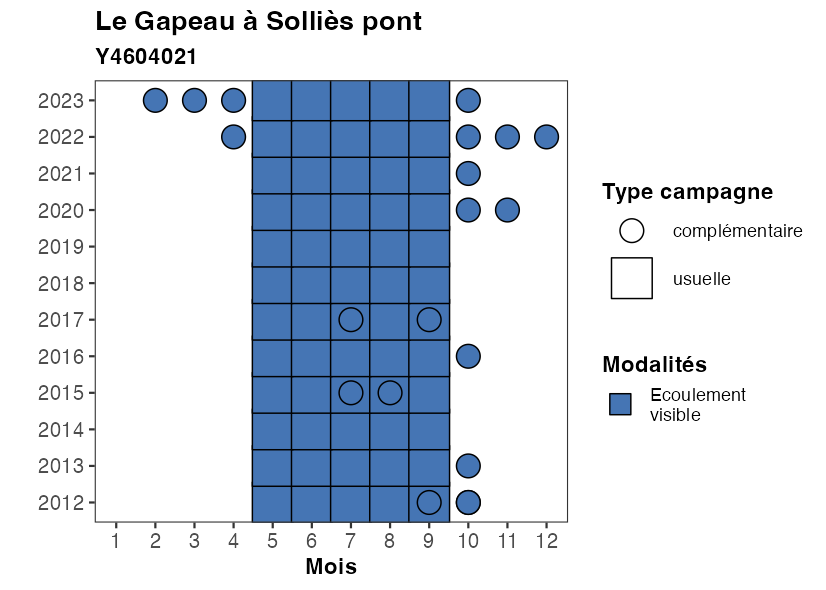 Le Gapeau à Solliès pont
Y4604021
2023
2022
2021
2020
2019
2018
2017
2016
2015
2014
2013
2012
1 2 3 4 5 6 7 8 9 10 11 12
Mois
Type campagne
complémentaire
usuelle
Modalités
Ecoulement
visible